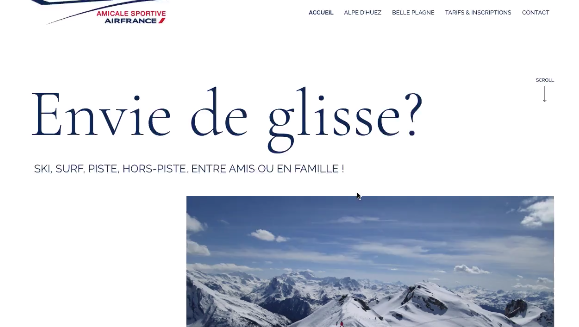 AMICALE SPORTIVE
AIRFRANCE
ACCUEIL ALPE D'HUEZ BELLE PLAGNE TARIFS & INSCRIPTIONS CONTACT
SCROLL
Envie de glisse?
SKI, SURF, PISTE, HORS-PISTE, ENTRE AMIS OU EN FAMILLE !